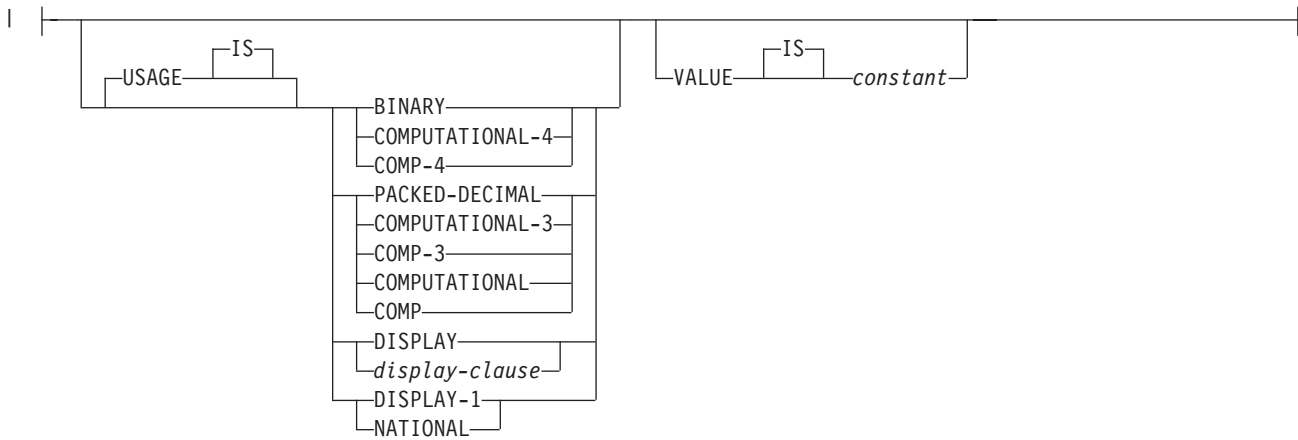 IS IS
USAGE VALUE constant
BINARY
COMPUTATIONAL-4
COMP-4
PACKED-DECIMAL
COMPUTATIONAL-3
COMP-3
COMPUTATIONAL
COMP
DISPLAY
display-clause
DISPLAY-1
NATIONAL